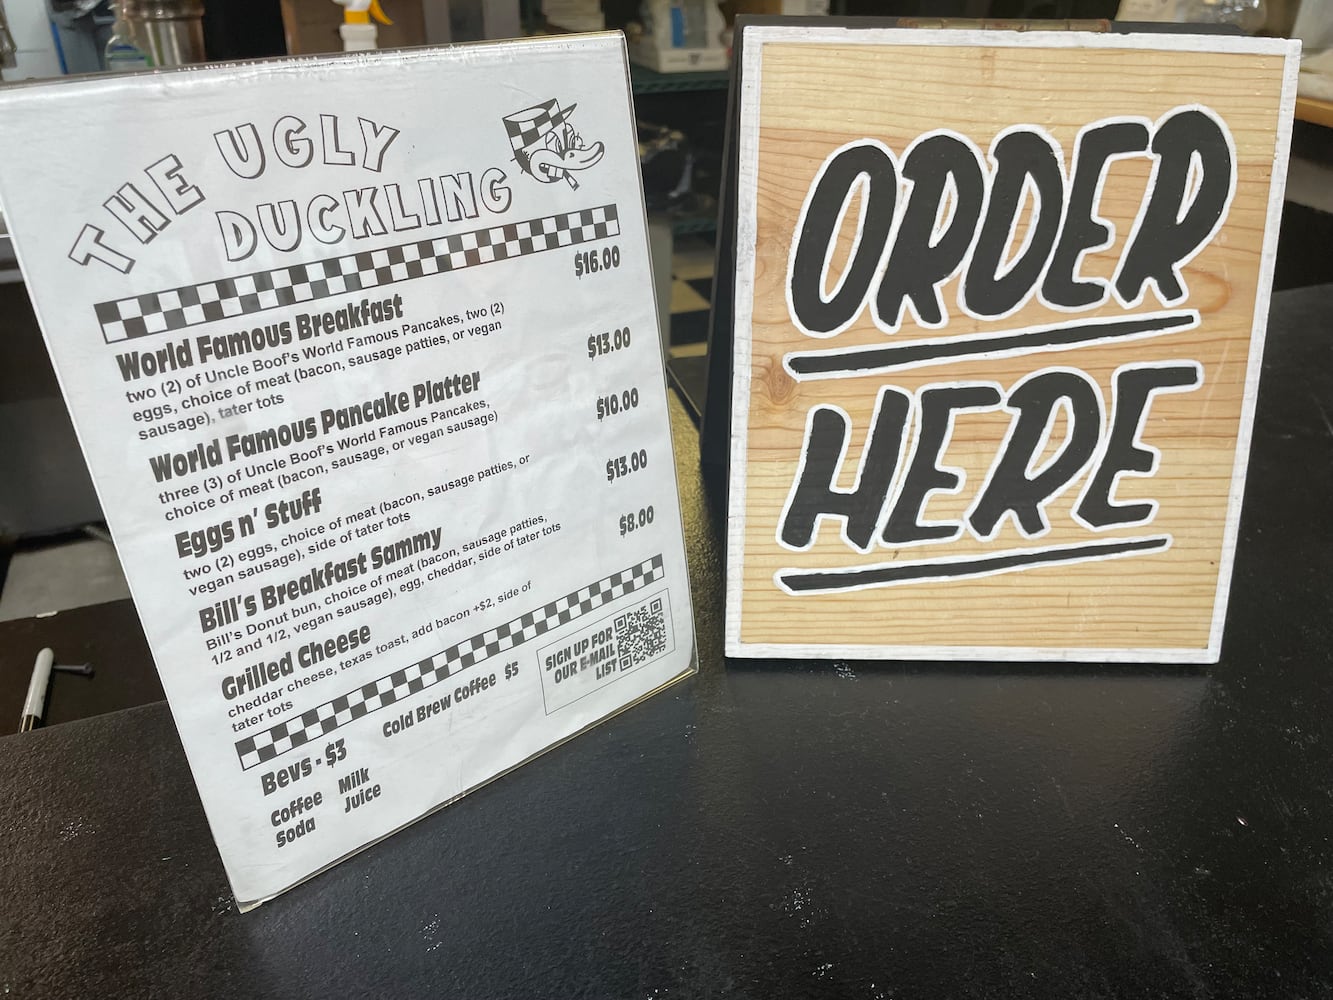 THE UGLY
DUCKLING
$16.00
World Famous Breakfast
two (2) of Uncle Boof's World Famous Pancakes, two (2)
eggs, choice of meat (bacon, sausage patties, or vegan
sausage), tater tots
$13.00
World Famous Pancake Platter
three (3) of Uncle Boof's World Famous Pancakes,
choice of meat (bacon, sausage, or vegan sausage)
$10.00
Eggs n' Stuff
two (2) eggs, choice of meat (bacon, sausage patties, or
vegan sausage), side of tater tots
$13.00
Bill's Breakfast Sammy
Bill's Donut bun, choice of meat (bacon, sausage patties,
1/2 and 1/2, vegan sausage), egg, cheddar, side of tater tots
$8.00
Grilled Cheese
cheddar cheese, texas toast, add bacon +$2, side of
tater tots
Bevs - $3
Cold Brew Coffee $5
Coffee Milk
Soda Juice
SIGN UP FOR
OUR E-MAIL
LIST
ORDER
HERE